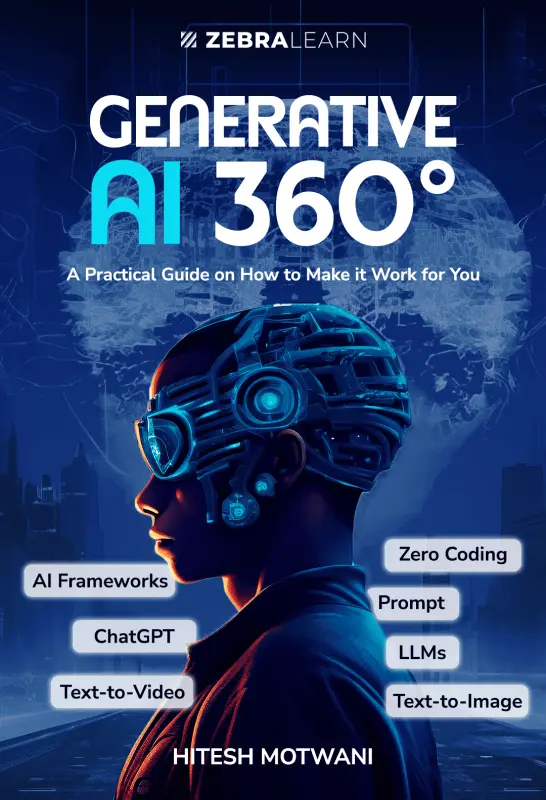 ZEBRALEARN
GENERATIVE
AI 360°
A Practical Guide on How to Make it Work for You
Zero Coding
AI Frameworks
Prompt
ChatGPT
LLMs
Text-to-Video
Text-to-Image
HITESH MOTWANI